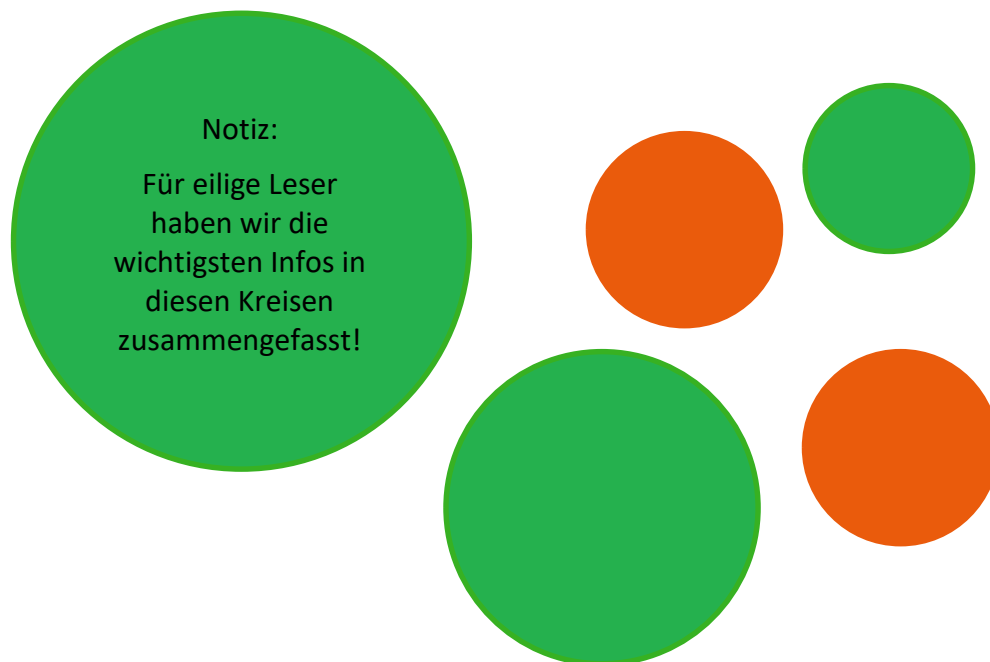 Notiz:
Für eilige Leser
haben wir die
wichtigsten Infos in
diesen Kreisen
zusammengefasst!